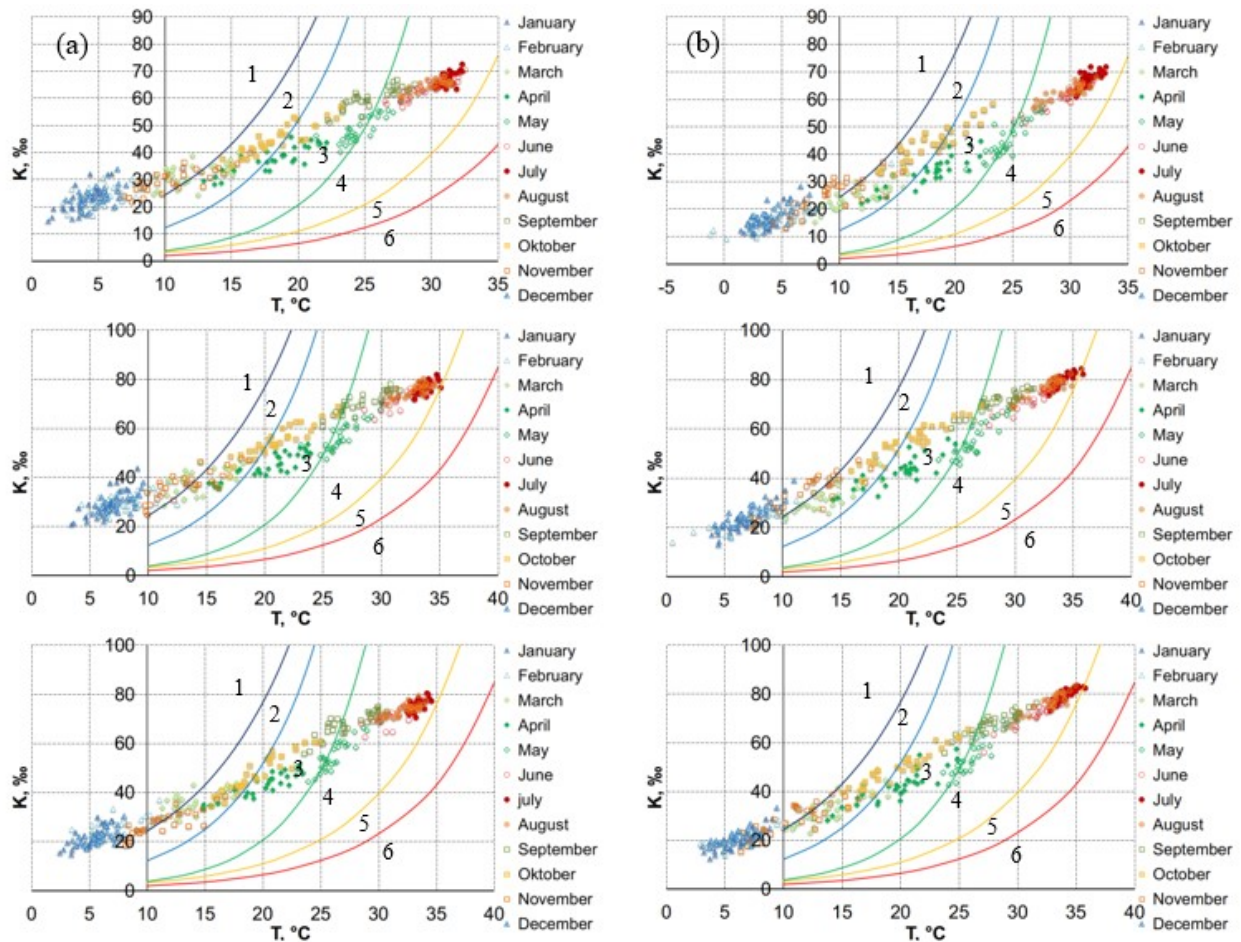 (a)
K, ‰
90
80
70
60
50
40
30
20
10
0
0 5 10 15 20 25 30 35
T, °C
1
2
3
4
5
6
January
February
March
April
May
June
July
August
September
Oktober
November
December
(b)
K, ‰
90
80
70
60
50
40
30
20
10
0
-5 0 5 10 15 20 25 30 35
T, °C
1
2
3
4
5
6
January
February
March
April
May
June
July
August
September
Oktober
November
December
K, ‰
100
80
60
40
20
0
0 5 10 15 20 25 30 35 40
T, °C
1
2
3
4
5
6
January
February
March
April
May
June
July
August
September
October
November
December
K, ‰
100
80
60
40
20
0
0 5 10 15 20 25 30 35 40
T, °C
1
2
3
4
5
6
January
February
March
April
May
June
July
August
September
October
November
December
K, ‰
100
80
60
40
20
0
0 5 10 15 20 25 30 35 40
T, °C
1
2
3
4
5
6
January
February
March
April
May
June
july
August
September
Oktober
November
December
K, ‰
100
80
60
40
20
0
0 5 10 15 20 25 30 35 40
T, °C
1
2
3
4
5
6
January
February
March
April
May
June
July
August
September
Oktober
November
December